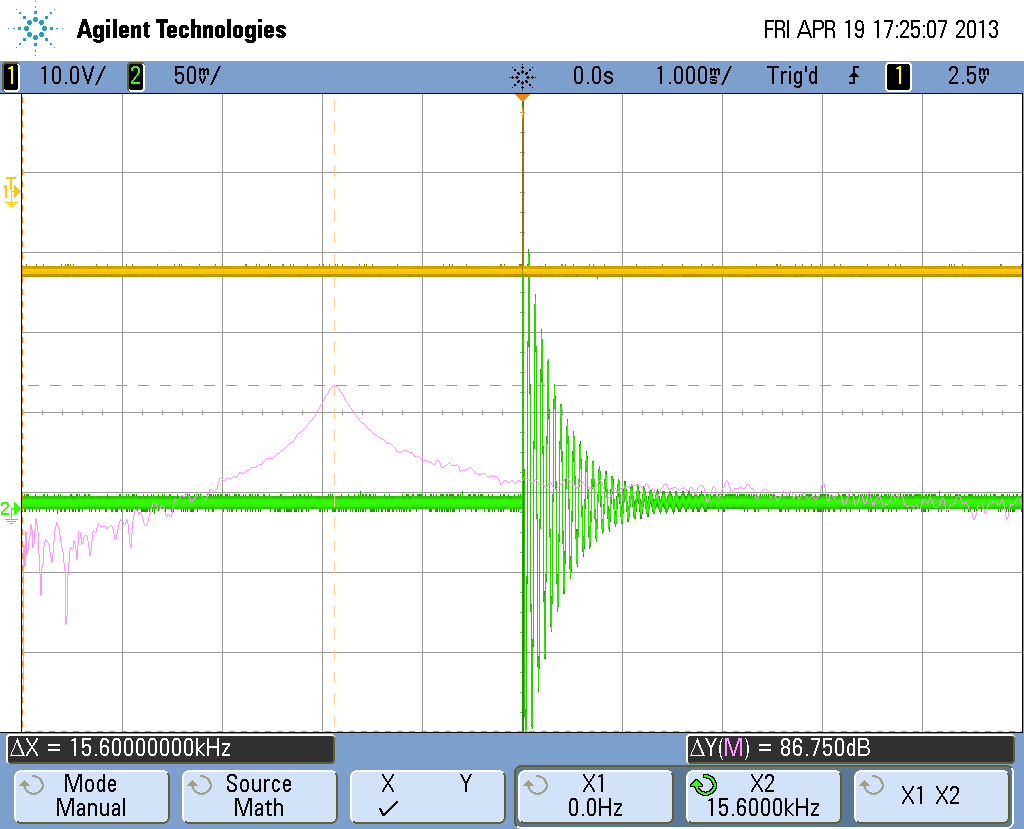 Agilent Technologies
FRI APR 19 17:25:07 2013
1 10.0V/ 2 50mV/ 0.0s 1.000ms/ Trig'd 1 2.5mV
1 T
2
ΔX = 15.60000000kHz ΔY(M) = 86.750dB
Mode Source X Y X1 X2 X1 X2
Manual Math ✓ 0.0Hz 15.6000kHz